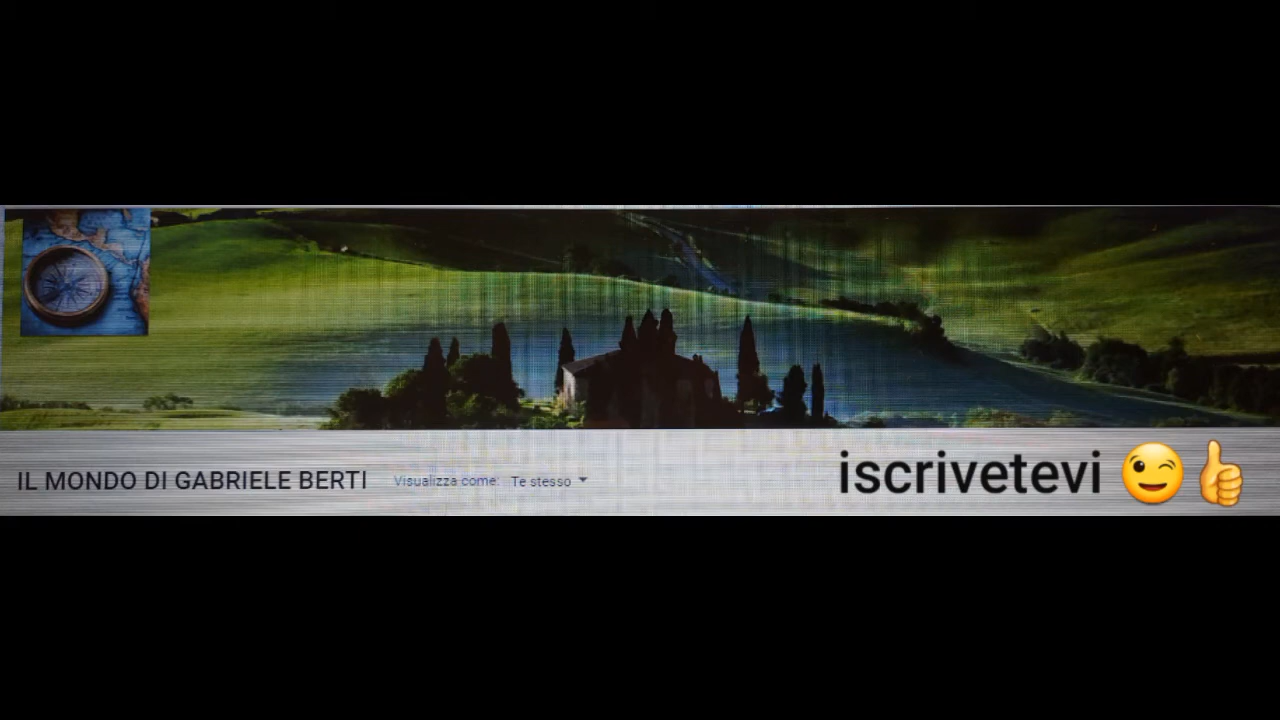 IL MONDO DI GABRIELE BERTI Visualizza come: Te stesso iscrivetevi 😉👍